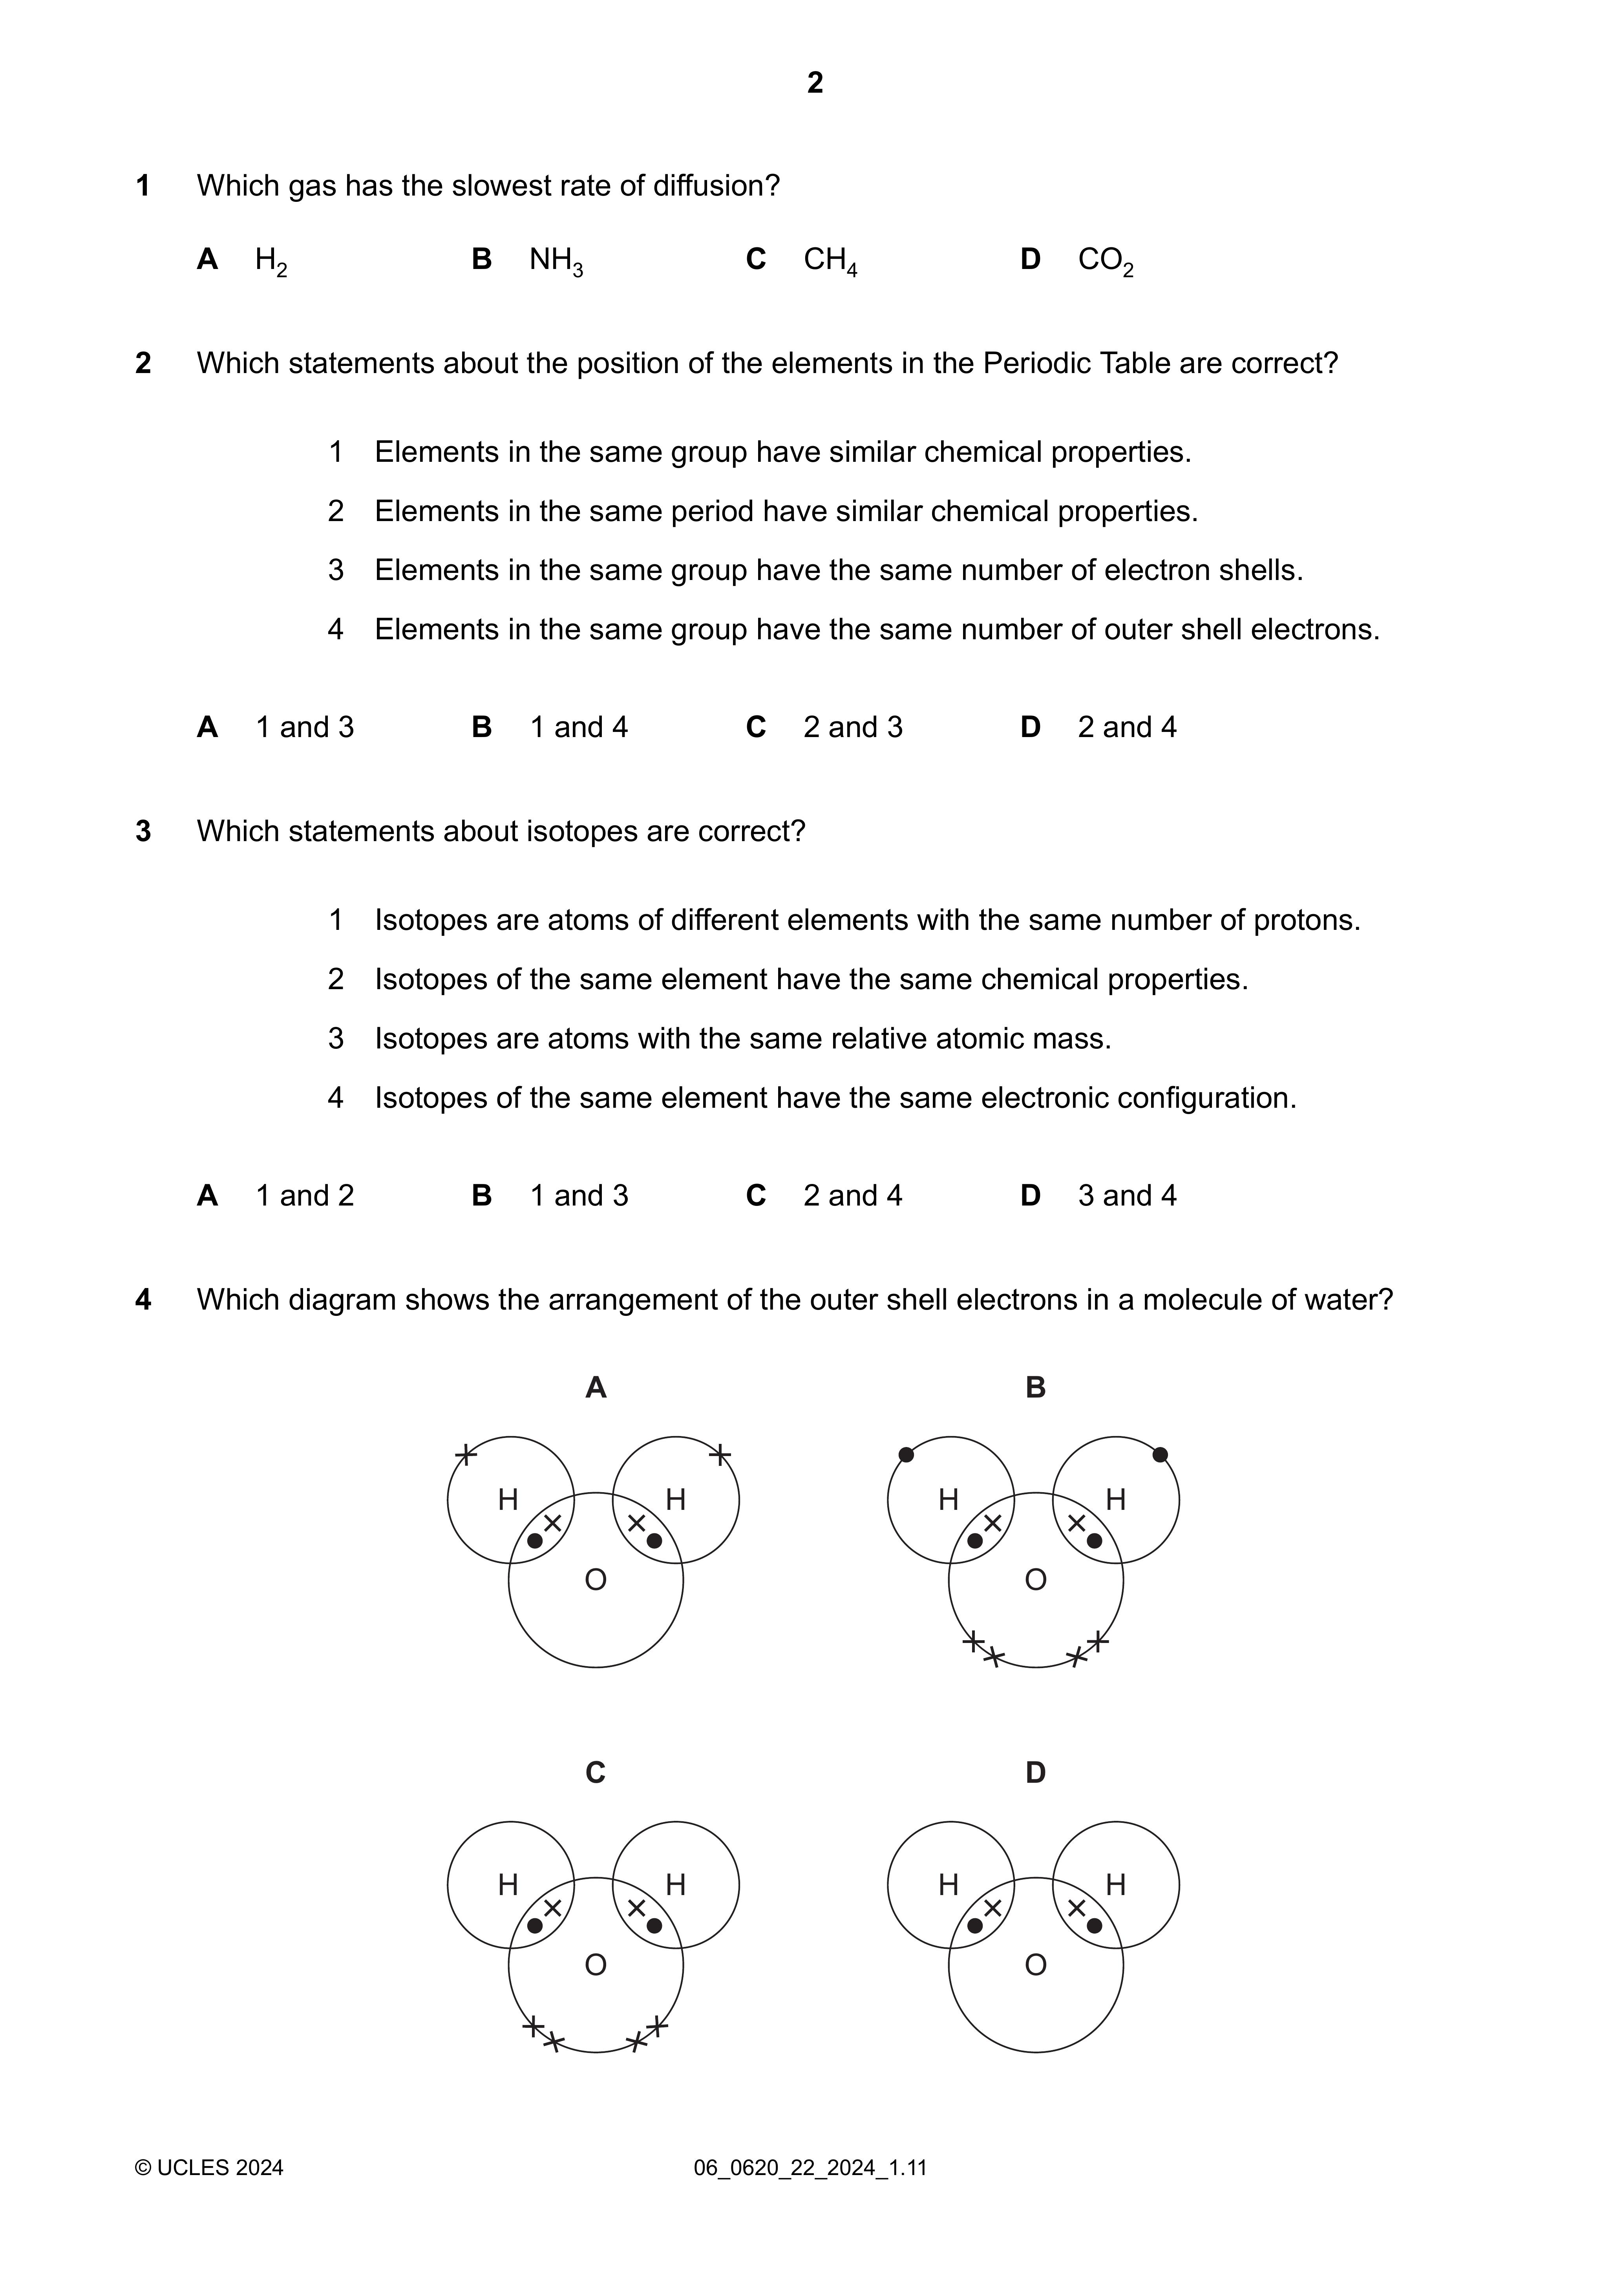 2
1 Which gas has the slowest rate of diffusion?
A H₂ B NH₃ C CH₄ D CO₂
2 Which statements about the position of the elements in the Periodic Table are correct?
1 Elements in the same group have similar chemical properties.
2 Elements in the same period have similar chemical properties.
3 Elements in the same group have the same number of electron shells.
4 Elements in the same group have the same number of outer shell electrons.
A 1 and 3 B 1 and 4 C 2 and 3 D 2 and 4
3 Which statements about isotopes are correct?
1 Isotopes are atoms of different elements with the same number of protons.
2 Isotopes of the same element have the same chemical properties.
3 Isotopes are atoms with the same relative atomic mass.
4 Isotopes of the same element have the same electronic configuration.
A 1 and 2 B 1 and 3 C 2 and 4 D 3 and 4
4 Which diagram shows the arrangement of the outer shell electrons in a molecule of water?
A B
H H H H
O O
C D
H H H H
O O
© UCLES 2024 06_0620_22_2024_1.11